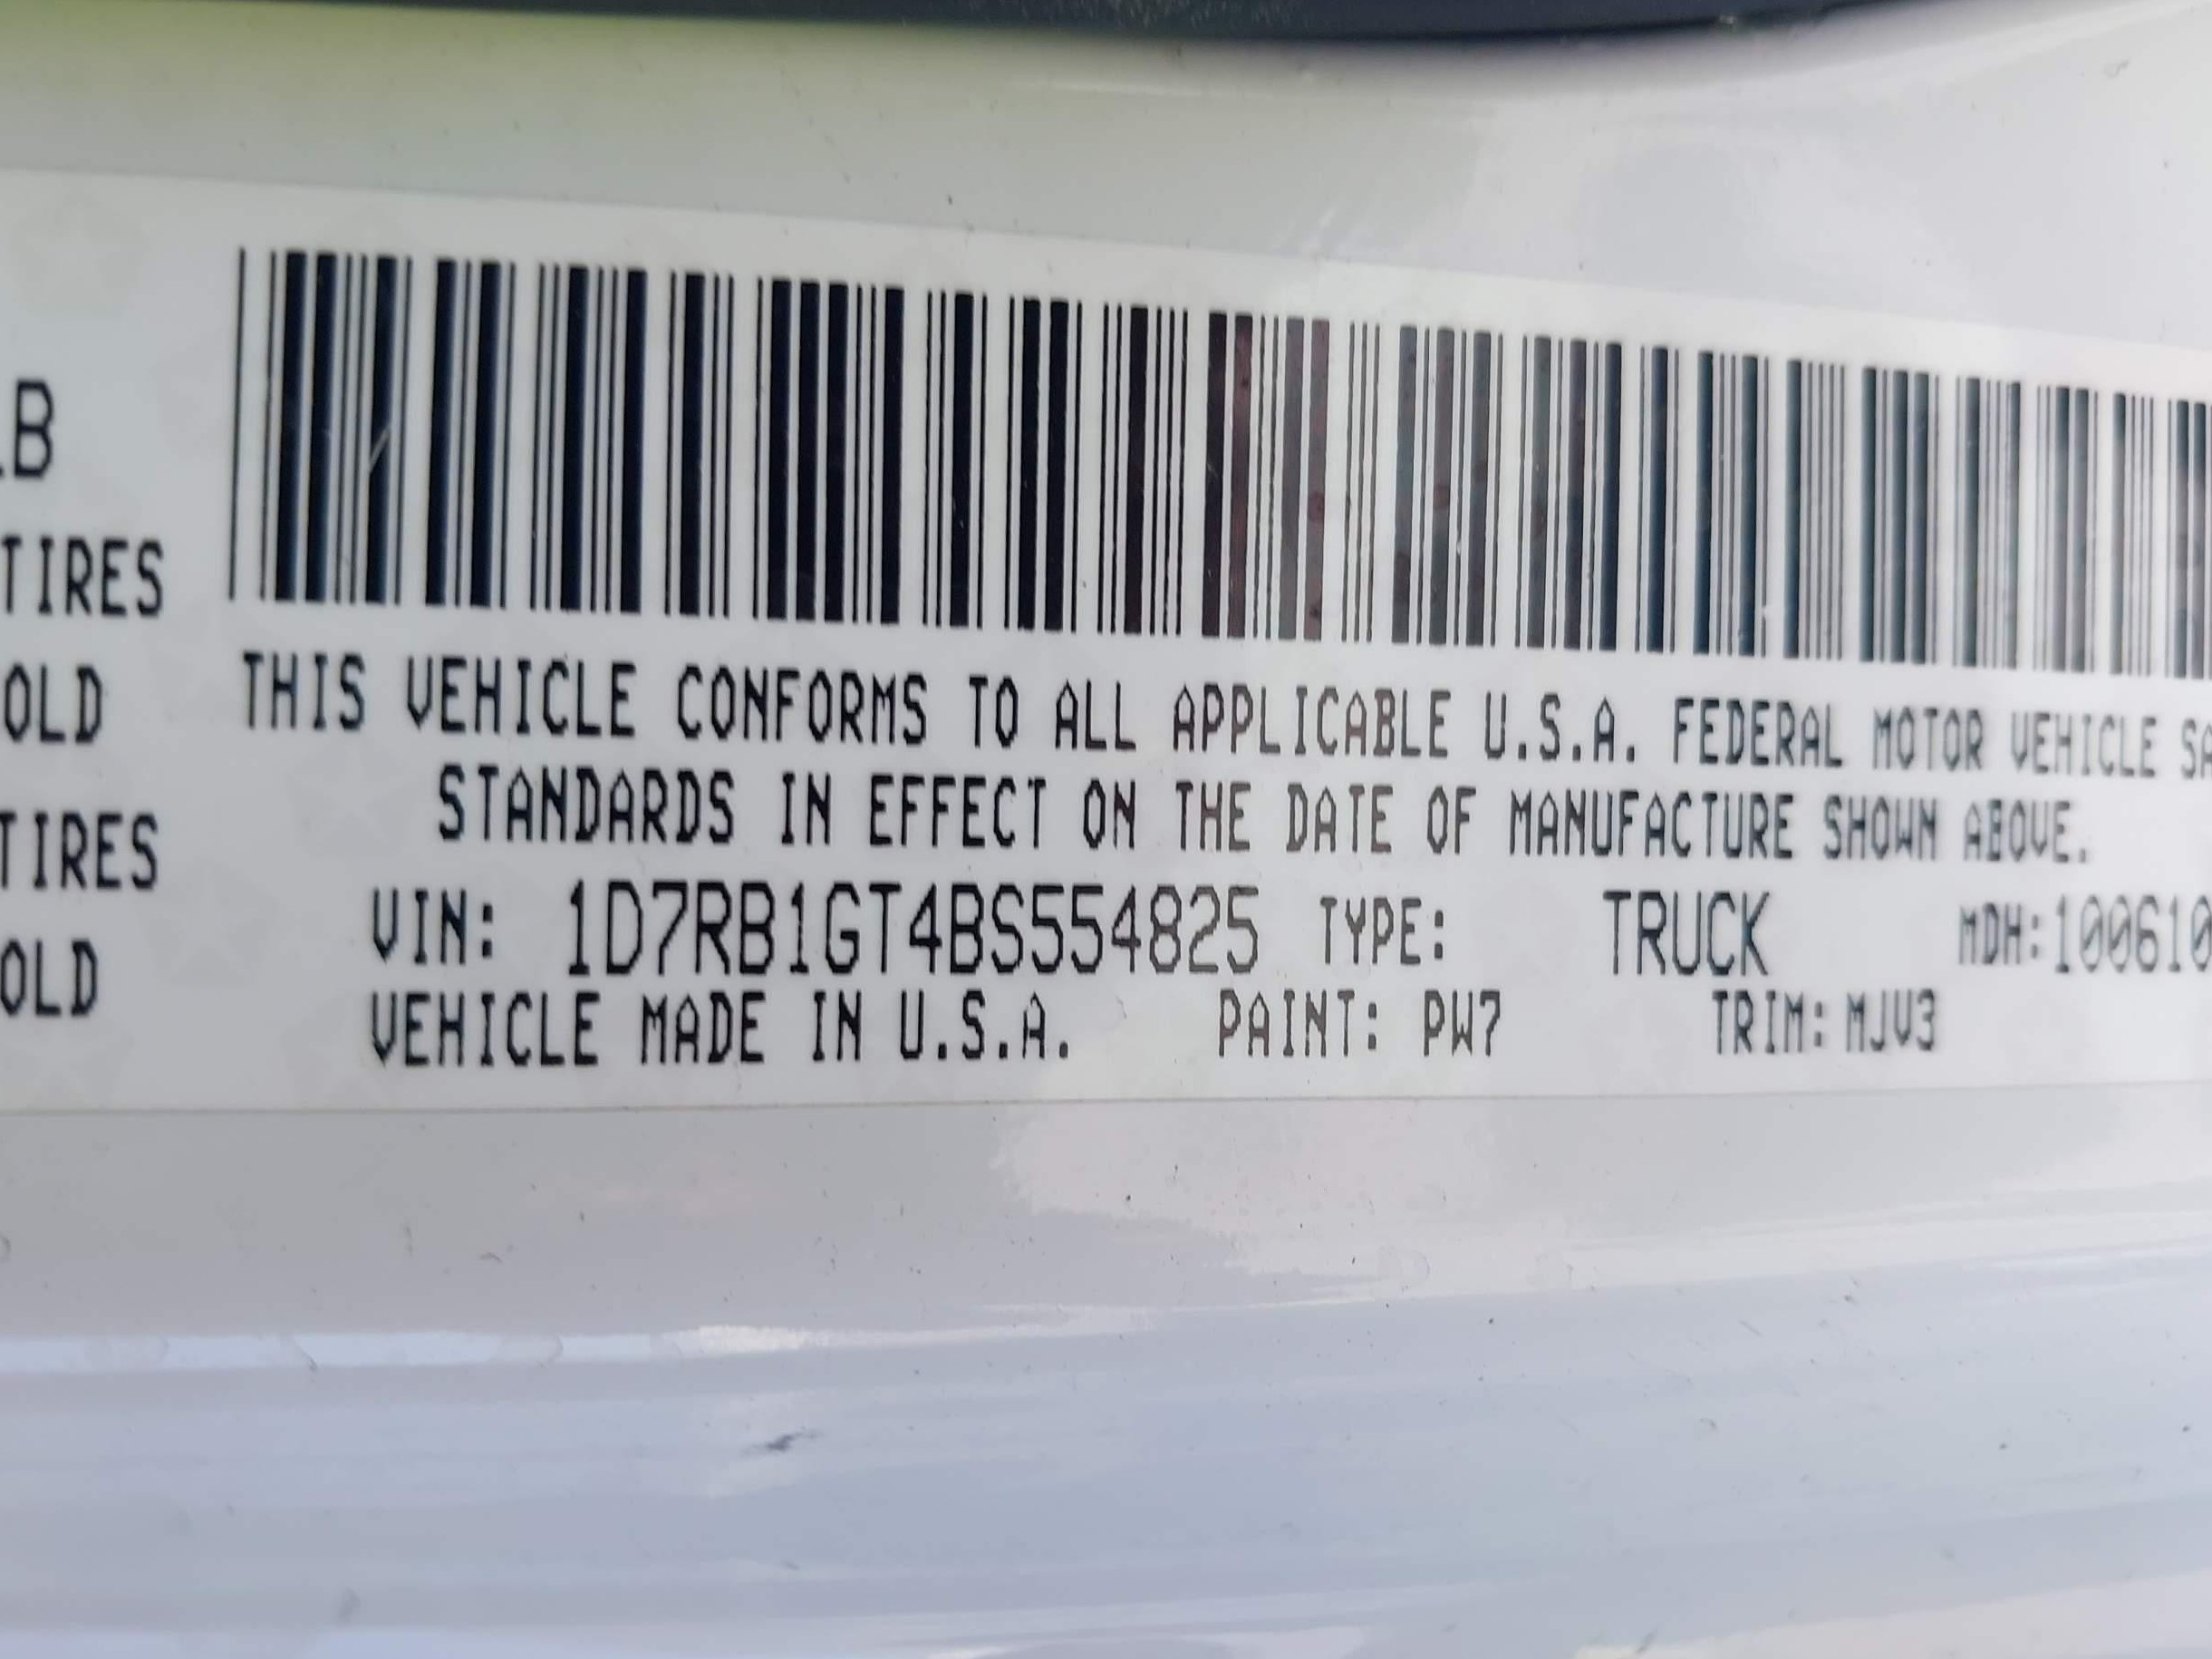 LB
TIRES
OLD
TIRES
OLD
THIS VEHICLE CONFORMS TO ALL APPLICABLE U.S.A. FEDERAL MOTOR VEHICLE SA
STANDARDS IN EFFECT ON THE DATE OF MANUFACTURE SHOWN ABOVE.
VIN: 1D7RB1GT4BS554825 TYPE: TRUCK MDH:100610
VEHICLE MADE IN U.S.A. PAINT: PW7 TRIM: MJV3